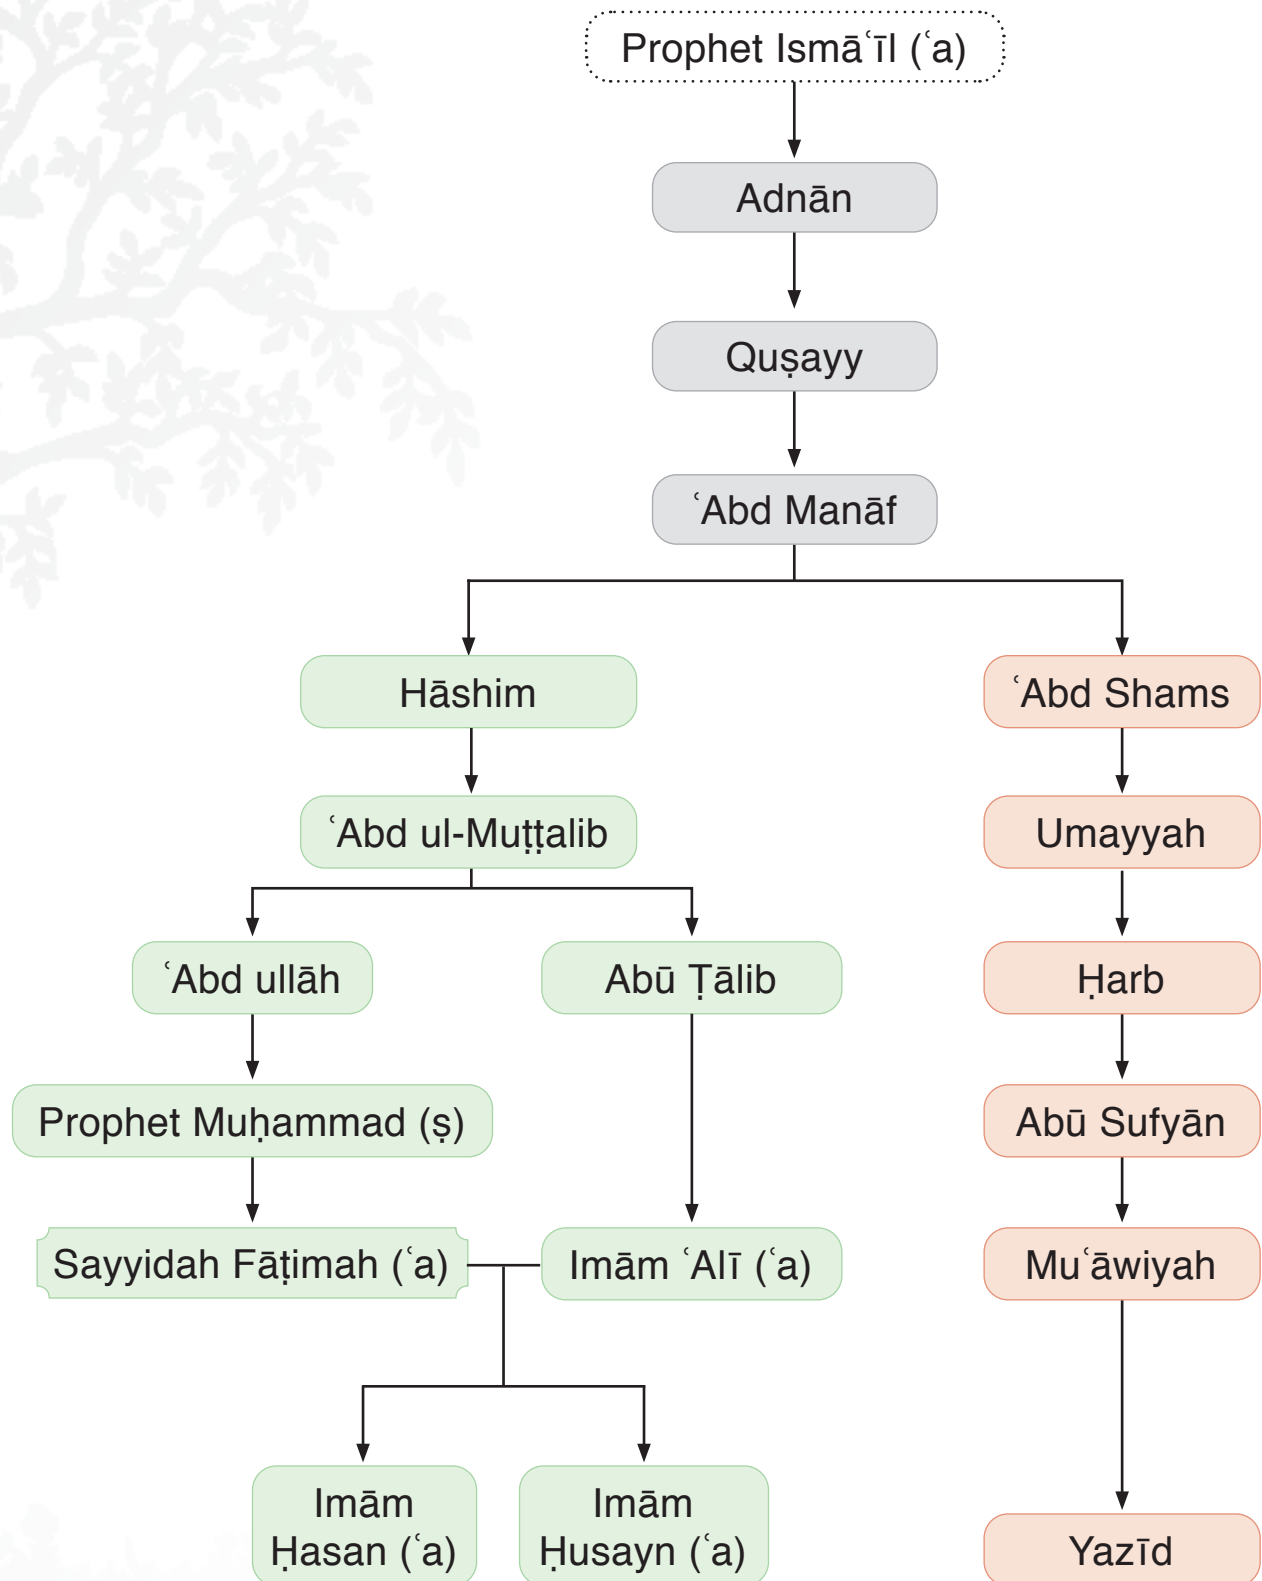 Prophet Ismāʿīl (ʿa)
Adnān
Quṣayy
ʿAbd Manāf
Hāshim
ʿAbd Shams
ʿAbd ul-Muṭṭalib
Umayyah
ʿAbd ullāh
Abū Ṭālib
Ḥarb
Prophet Muḥammad (ṣ)
Abū Sufyān
Sayyidah Fāṭimah (ʿa)
Imām ʿAlī (ʿa)
Muʿāwiyah
Imām
Ḥasan (ʿa)
Imām
Ḥusayn (ʿa)
Yazīd